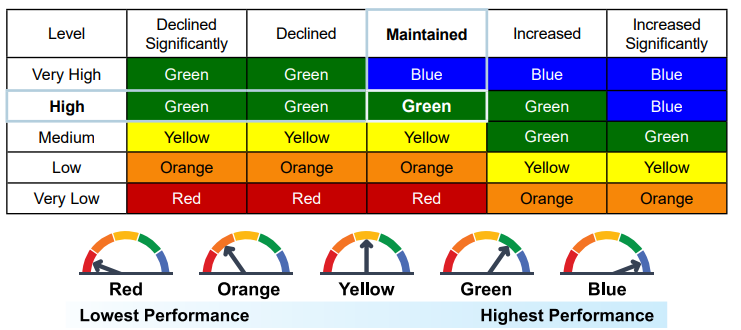 Level Declined Significantly Declined Maintained Increased Increased Significantly
Very High Green Green Blue Blue Blue
High Green Green Green Green Blue
Medium Yellow Yellow Yellow Green Green
Low Orange Orange Orange Yellow Yellow
Very Low Red Red Red Orange Orange
Red Orange Yellow Green Blue
Lowest Performance Highest Performance